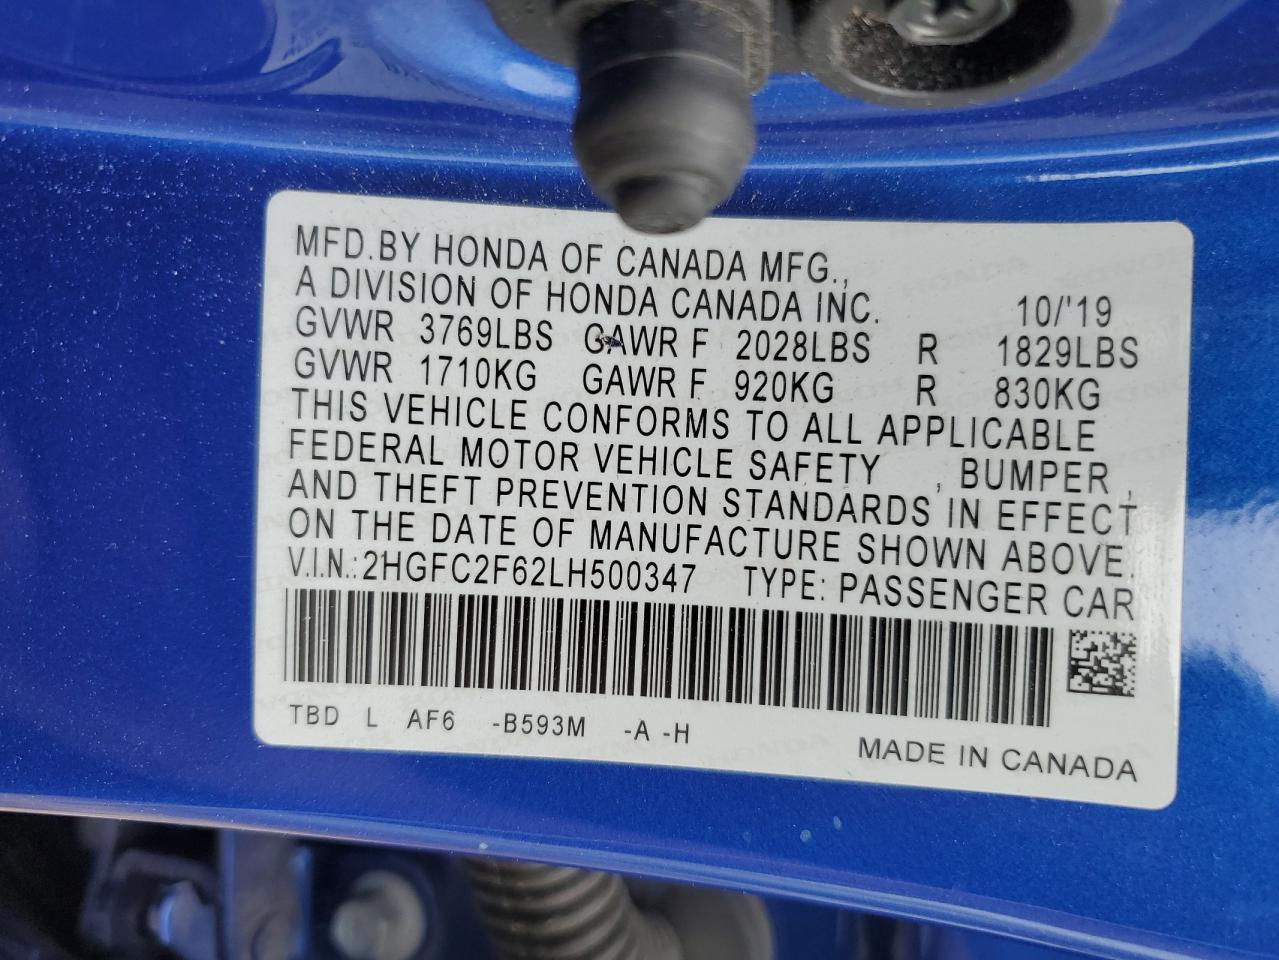 MFD.BY HONDA OF CANADA MFG.,
A DIVISION OF HONDA CANADA INC. 10/'19
GVWR 3769LBS GAWR F 2028LBS R 1829LBS
GVWR 1710KG GAWR F 920KG R 830KG
THIS VEHICLE CONFORMS TO ALL APPLICABLE
FEDERAL MOTOR VEHICLE SAFETY , BUMPER ,
AND THEFT PREVENTION STANDARDS IN EFFECT
ON THE DATE OF MANUFACTURE SHOWN ABOVE.
V.I.N.:2HGFC2F62LH500347 TYPE: PASSENGER CAR
TBD L AF6 -B593M -A -H
MADE IN CANADA